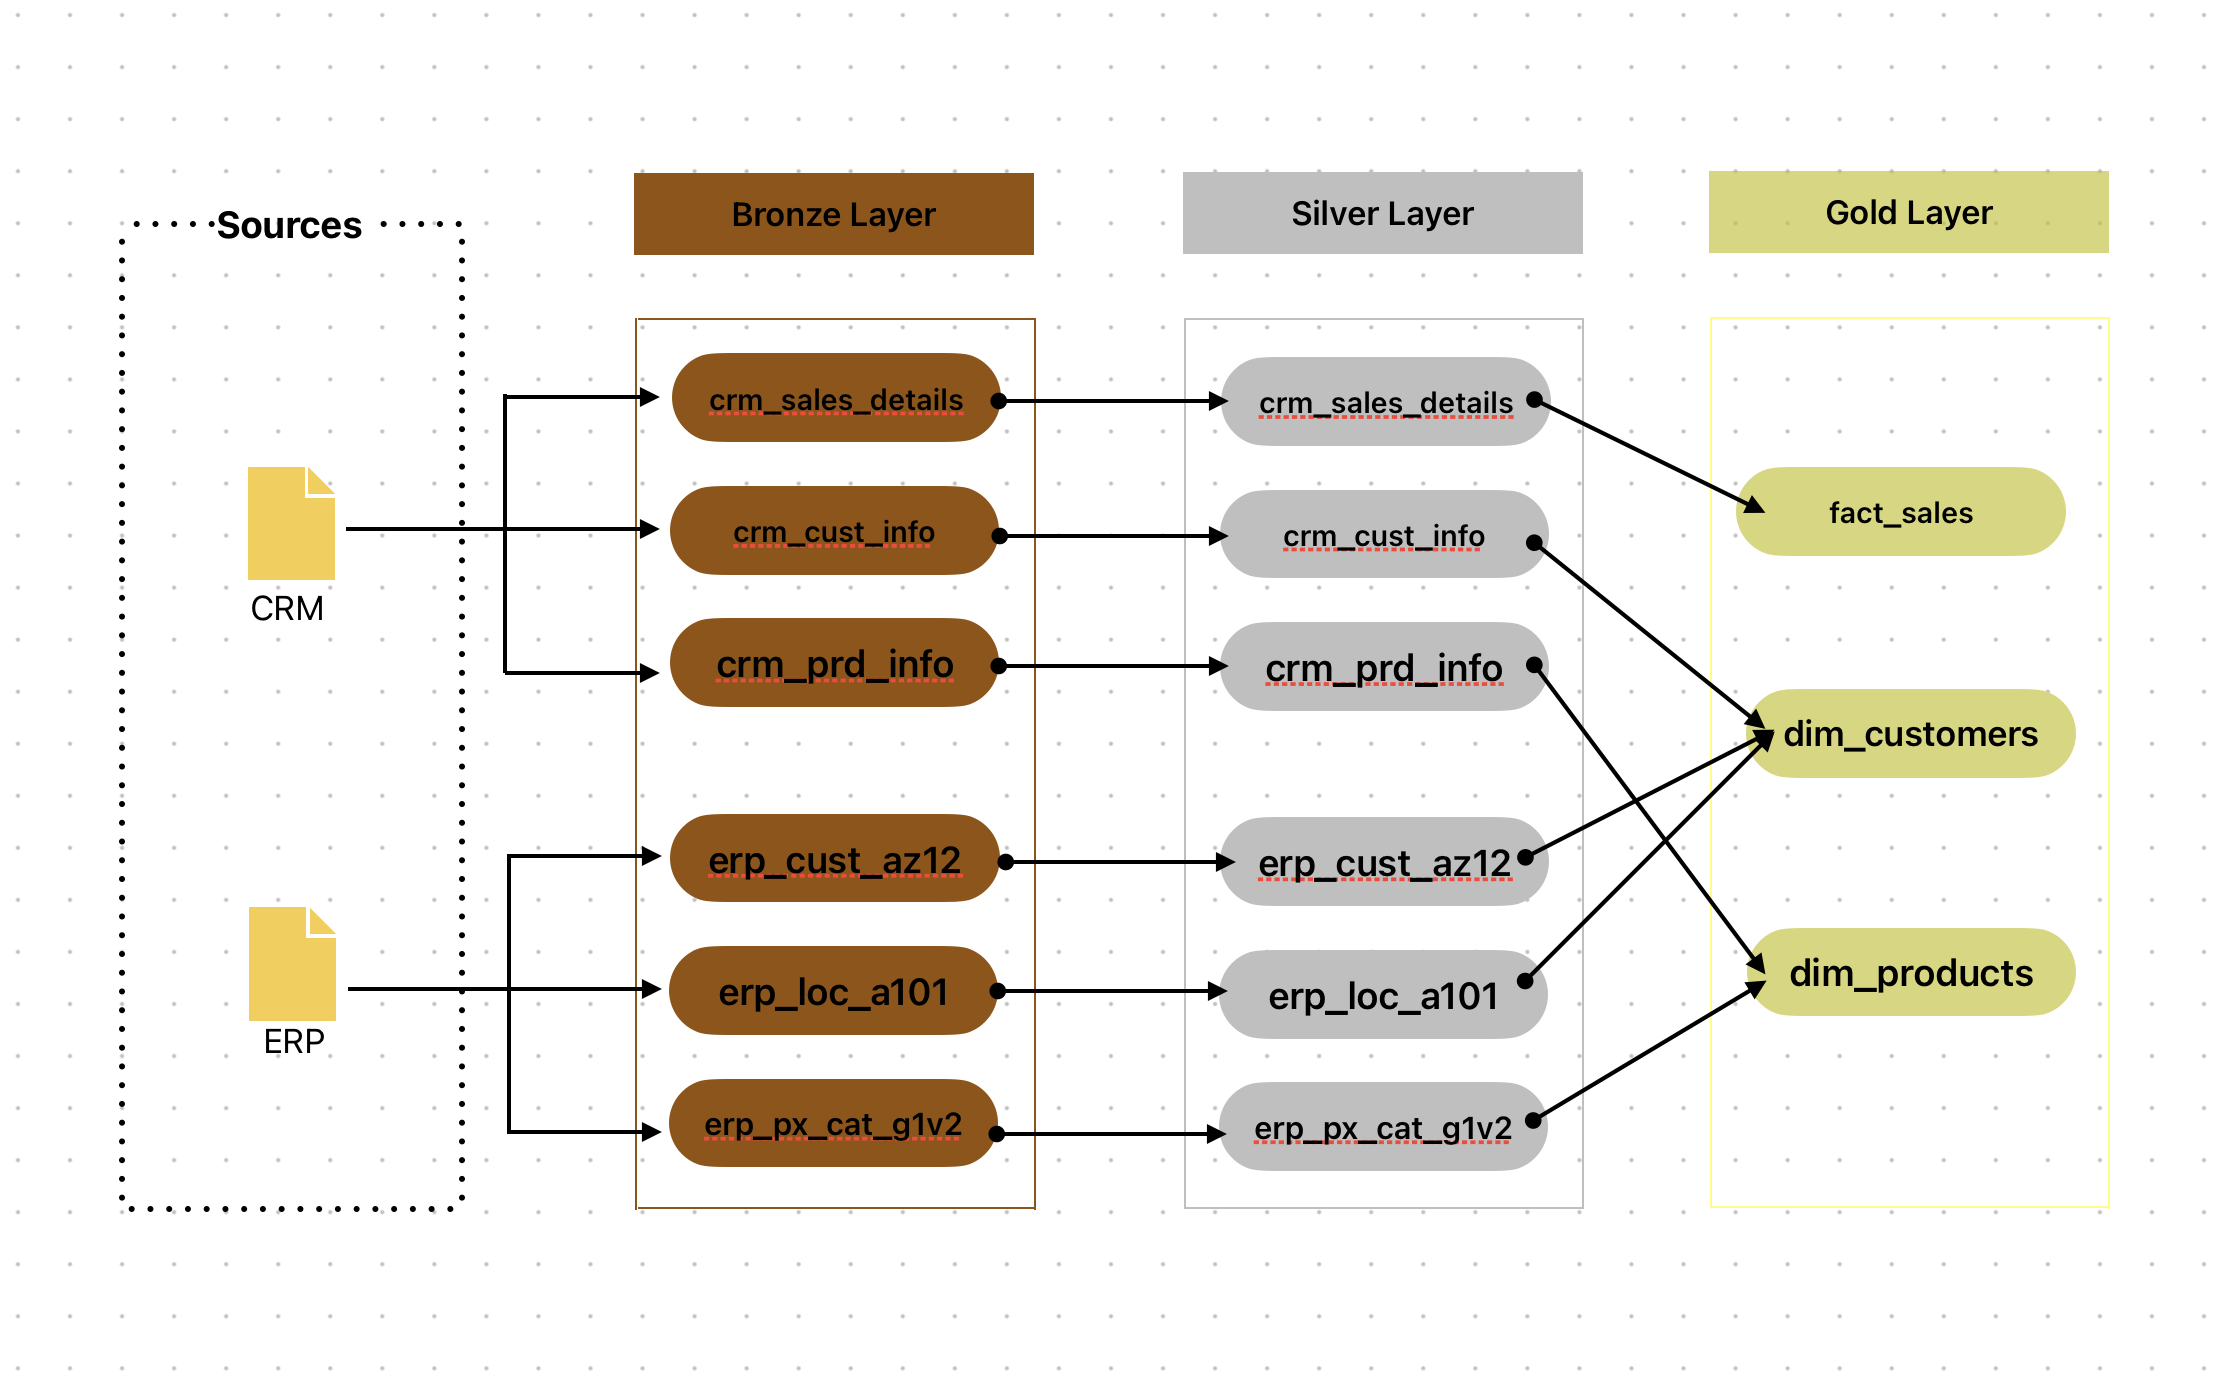 Sources
CRM
ERP
Bronze Layer
crm_sales_details
crm_cust_info
crm_prd_info
erp_cust_az12
erp_loc_a101
erp_px_cat_g1v2
Silver Layer
crm_sales_details
crm_cust_info
crm_prd_info
erp_cust_az12
erp_loc_a101
erp_px_cat_g1v2
Gold Layer
fact_sales
dim_customers
dim_products